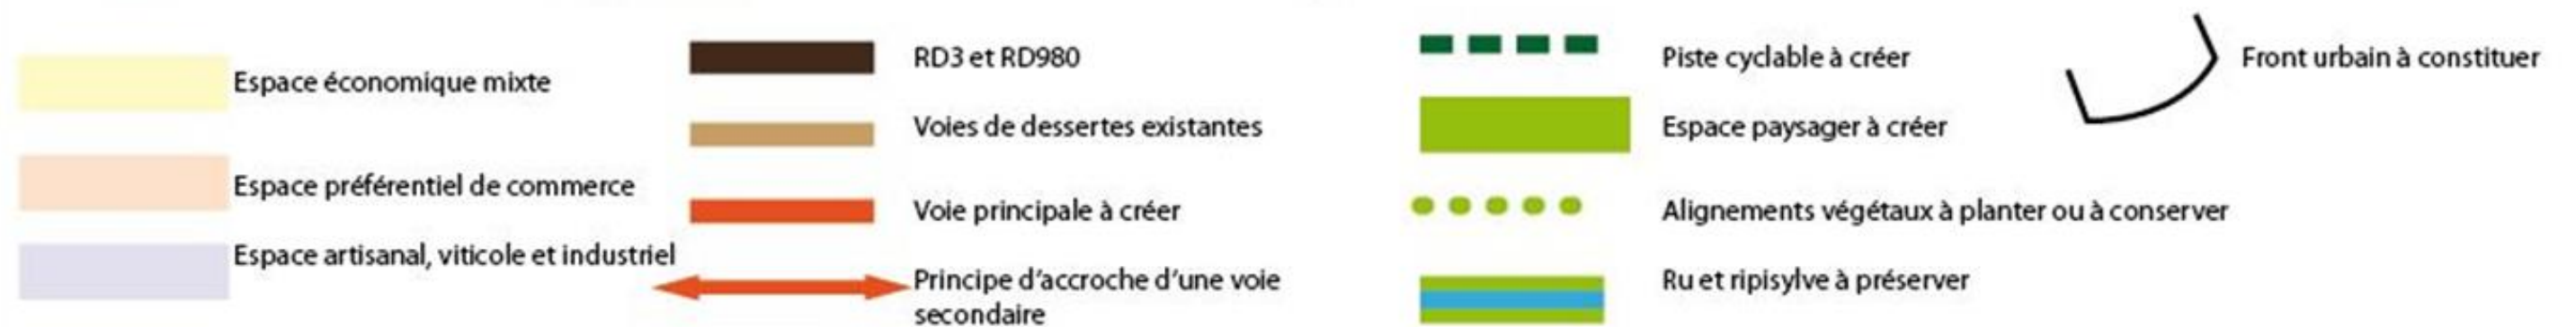 Espace économique mixte
Espace préférentiel de commerce
Espace artisanal, viticole et industriel
RD3 et RD980
Voies de dessertes existantes
Voie principale à créer
Principe d'accroche d'une voie
secondaire
Piste cyclable à créer
Espace paysager à créer
Alignements végétaux à planter ou à conserver
Ru et ripisylve à préserver
Front urbain à constituer